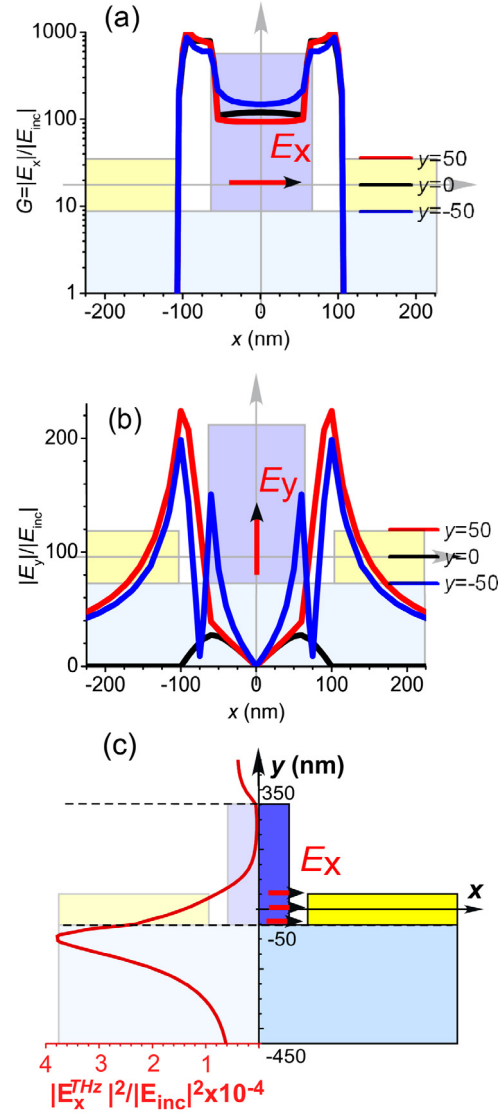 (a)
1000
100
10
1
G=|Ex|/|Einc|
Ex
y=50
y=0
y=-50
-200 -100 0 100 200
x (nm)
(b)
200
100
0
|Ey|/|Einc|
Ey
y=50
y=0
y=-50
-200 -100 0 100 200
x (nm)
(c)
y (nm)
350
Ex
x
-50
-450
4 3 2 1
|Ex^THz|²/|Einc|²x10-4